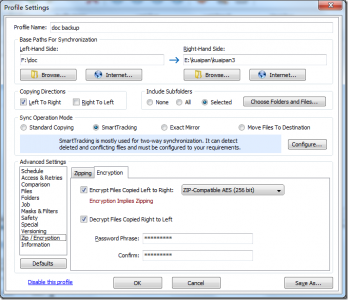 Profile Settings
Profile Name: doc backup
Base Paths For Synchronization
Left-Hand Side: Right-Hand Side:
F:\doc E:\kuaipan\kuaipan3
Browse... Internet... Browse... Internet...
Copying Directions Include Subfolders
Left To Right Right To Left None All Selected Choose Folders and Files...
Sync Operation Mode
Standard Copying SmartTracking Exact Mirror Move Files To Destination
SmartTracking is mostly used for two-way synchronization. It can detect
deleted and conflicting files and must be configured to your requirements. Configure...
Advanced Settings
Schedule
Access & Retries
Comparison
Files
Folders
Job
Masks & Filters
Safety
Special
Versioning
Zip / Encryption
Information
Defaults
Zipping Encryption
Encrypt Files Copied Left to Right: ZIP-Compatible AES (256 bit)
Encryption Implies Zipping
Decrypt Files Copied Right to Left
Password Phrase: *********
Confirm: *********
Disable this profile OK Cancel Save As...